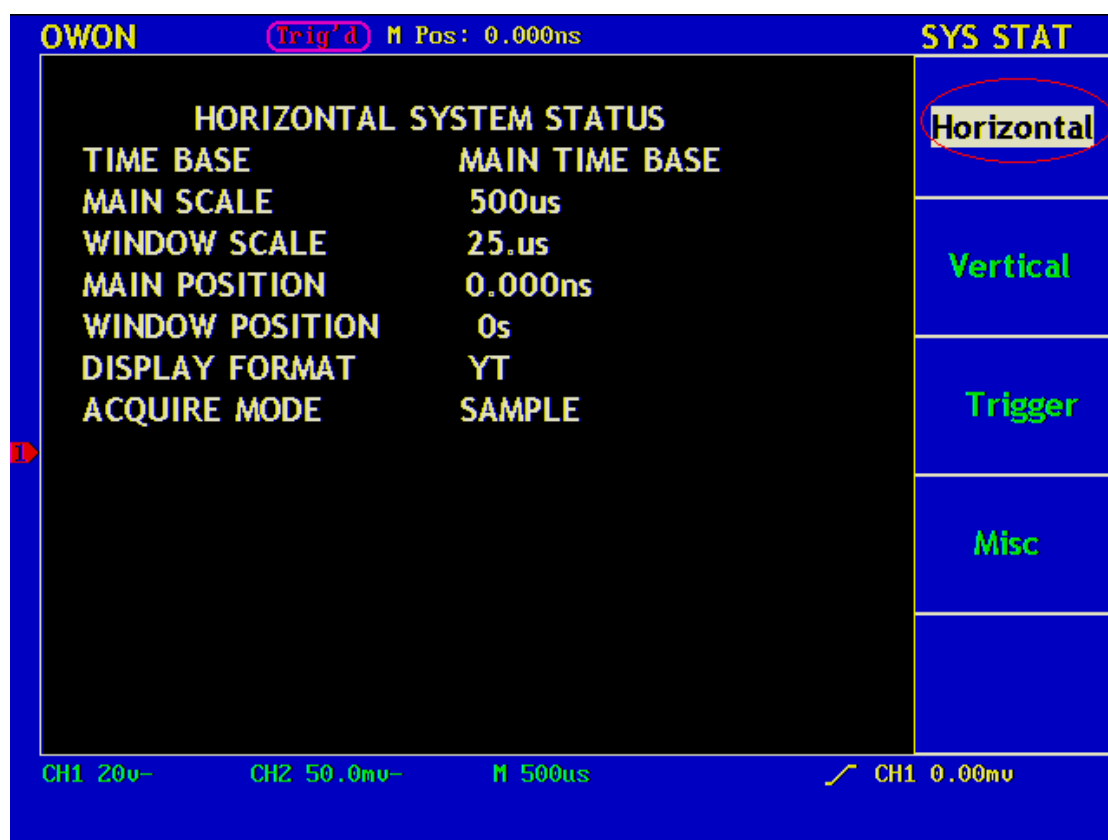 OWON Trig'd M Pos: 0.000ns SYS STAT
HORIZONTAL SYSTEM STATUS
TIME BASE MAIN TIME BASE
MAIN SCALE 500us
WINDOW SCALE 25.us
MAIN POSITION 0.000ns
WINDOW POSITION 0s
DISPLAY FORMAT YT
ACQUIRE MODE SAMPLE
1
Horizontal
Vertical
Trigger
Misc
CH1 20v- CH2 50.0mv- M 500us CH1 0.00mv